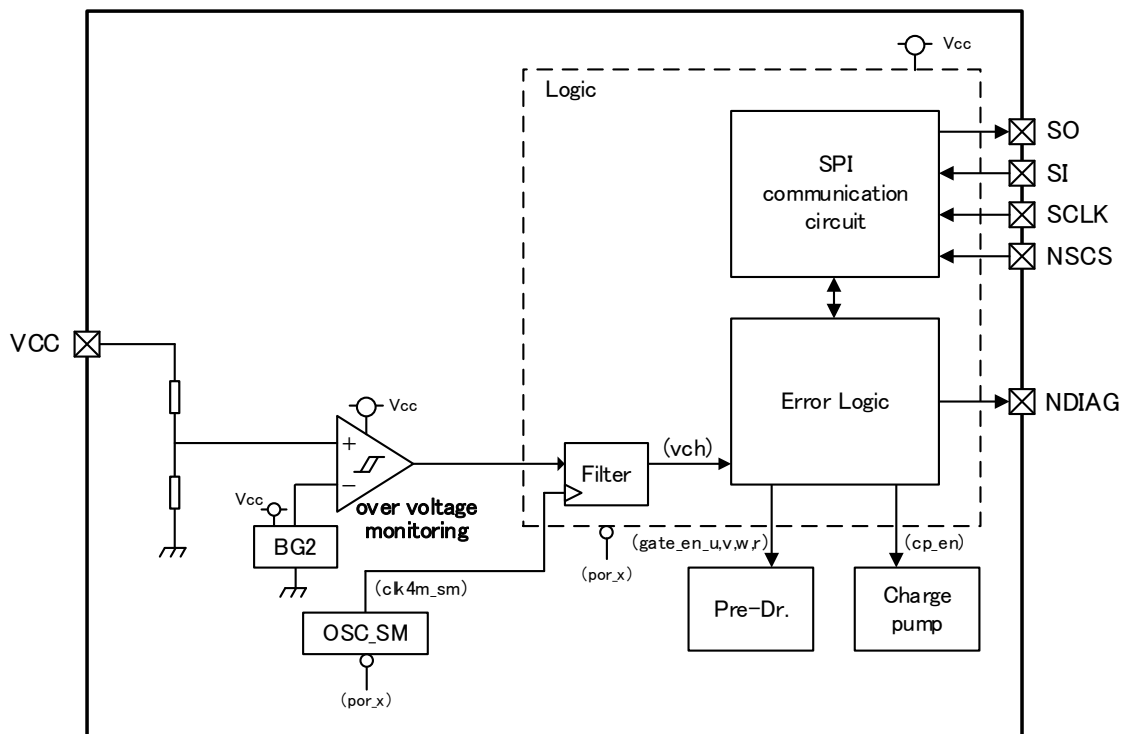 Vcc
Logic
SO
SPI
communication
circuit
SI
SCLK
NSCS
VCC
Error Logic
NDIAG
Vcc
+
−
(vch)
Filter
over voltage
monitoring
Vcc
BG2
(gate_en_u,v,w,r)
(cp_en)
(por_x)
(clk4m_sm)
Pre-Dr.
Charge
pump
OSC_SM
(por_x)